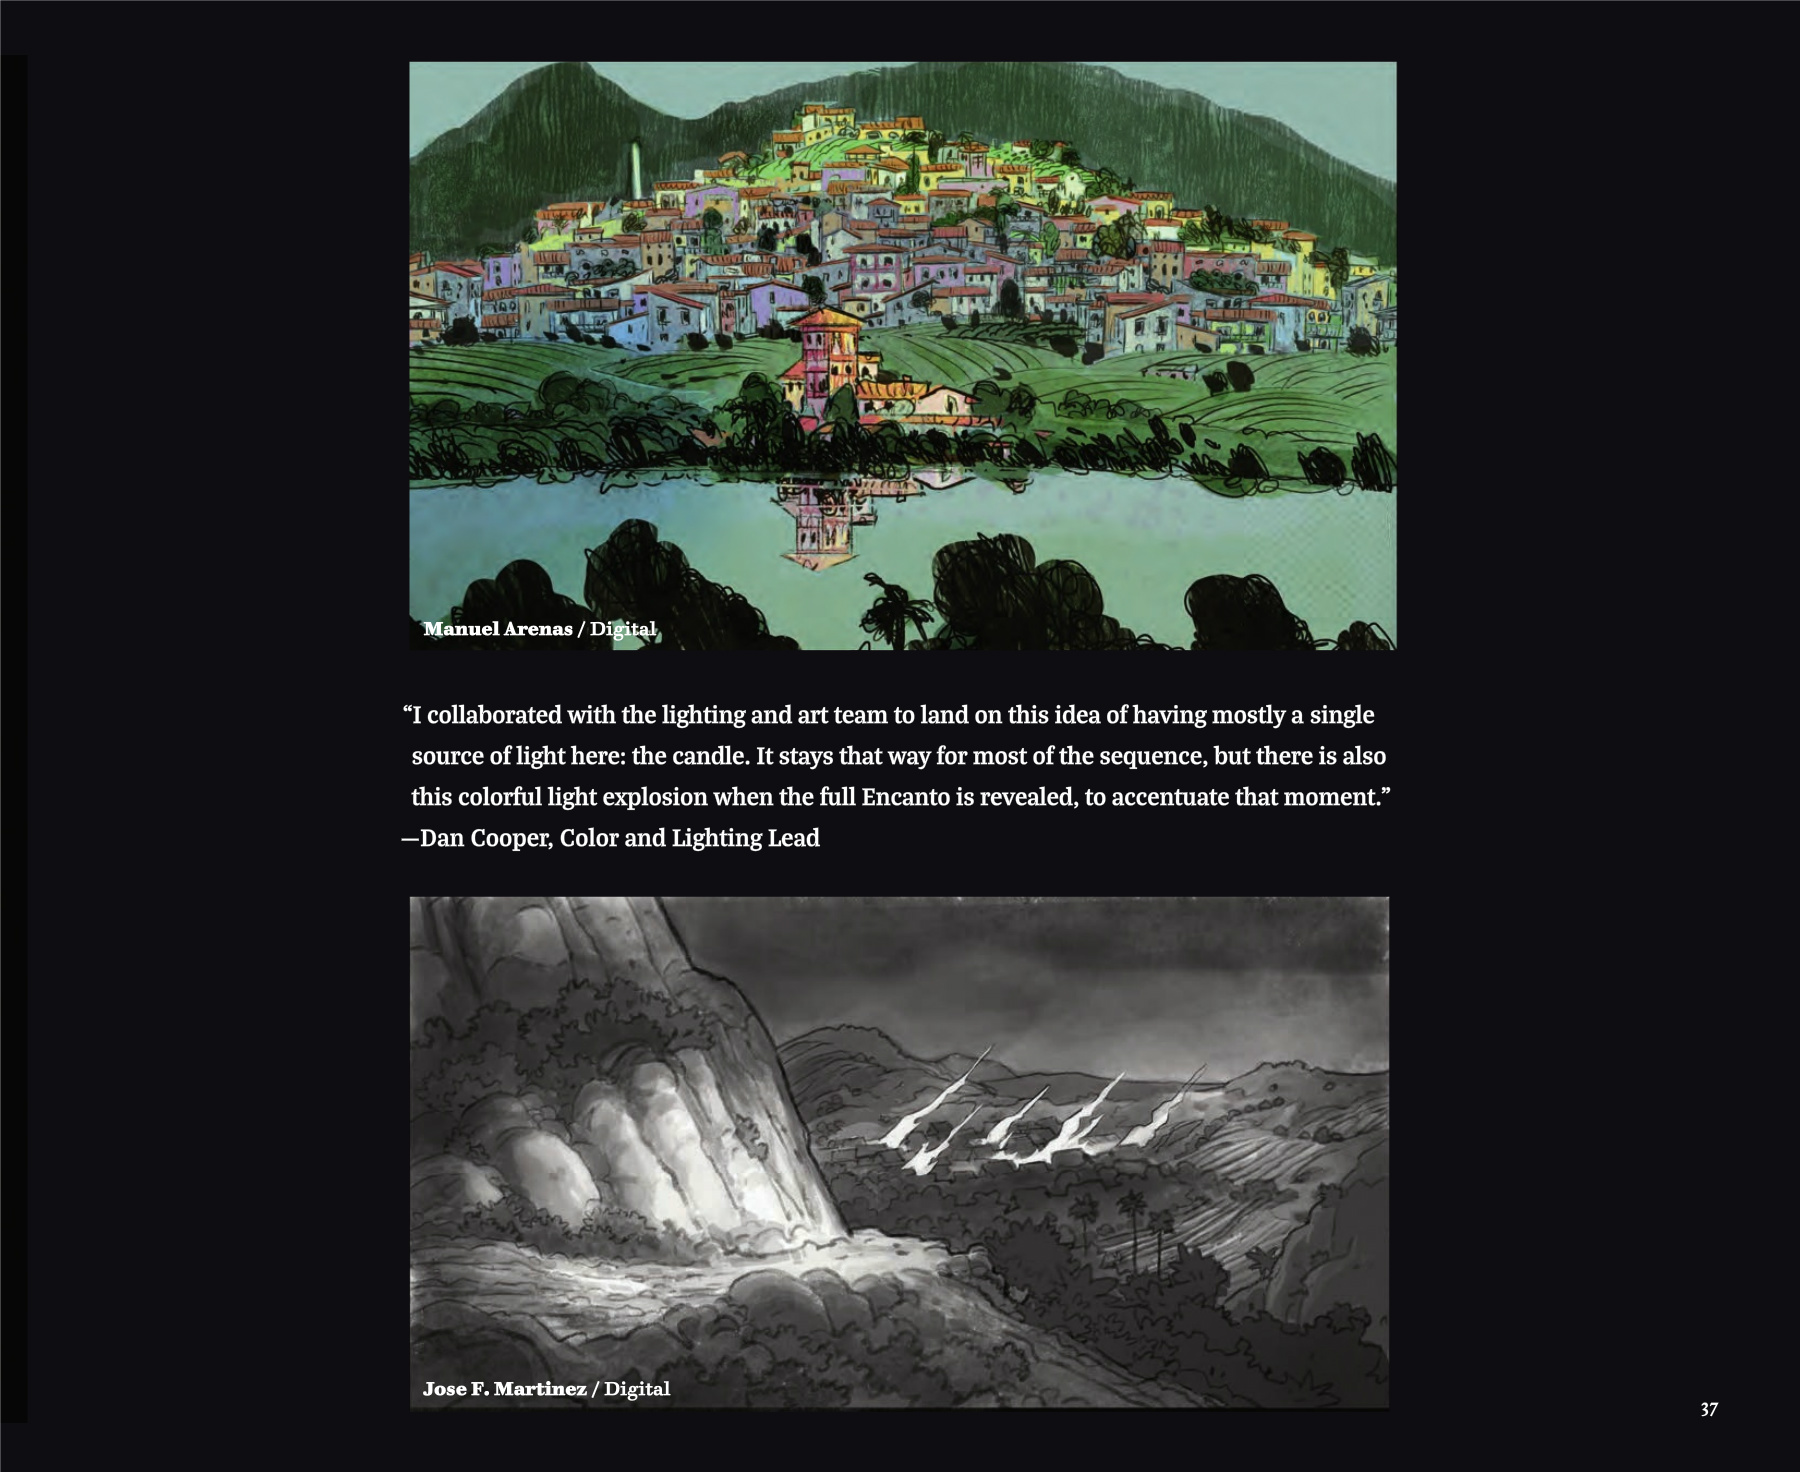 Manuel Arenas / Digital
“I collaborated with the lighting and art team to land on this idea of having mostly a single
source of light here: the candle. It stays that way for most of the sequence, but there is also
this colorful light explosion when the full Encanto is revealed, to accentuate that moment.”
—Dan Cooper, Color and Lighting Lead
Jose F. Martinez / Digital
37